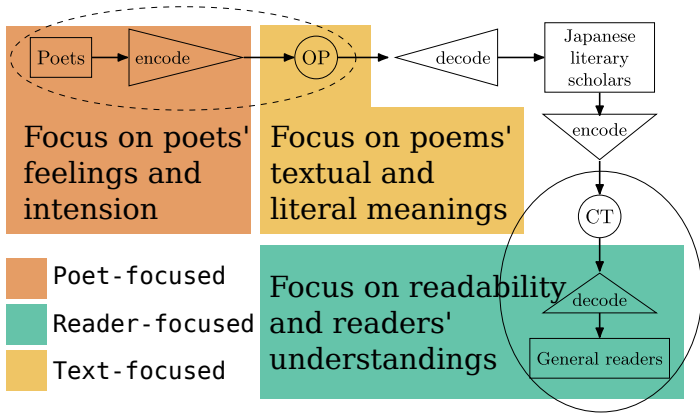 Poets
encode
OP
decode
Japanese
literary
scholars
Focus on poets'
feelings and
intension
Focus on poems'
textual and
literal meanings
encode
CT
Poet-focused
Reader-focused
Text-focused
Focus on readability
and readers'
understandings
decode
General readers